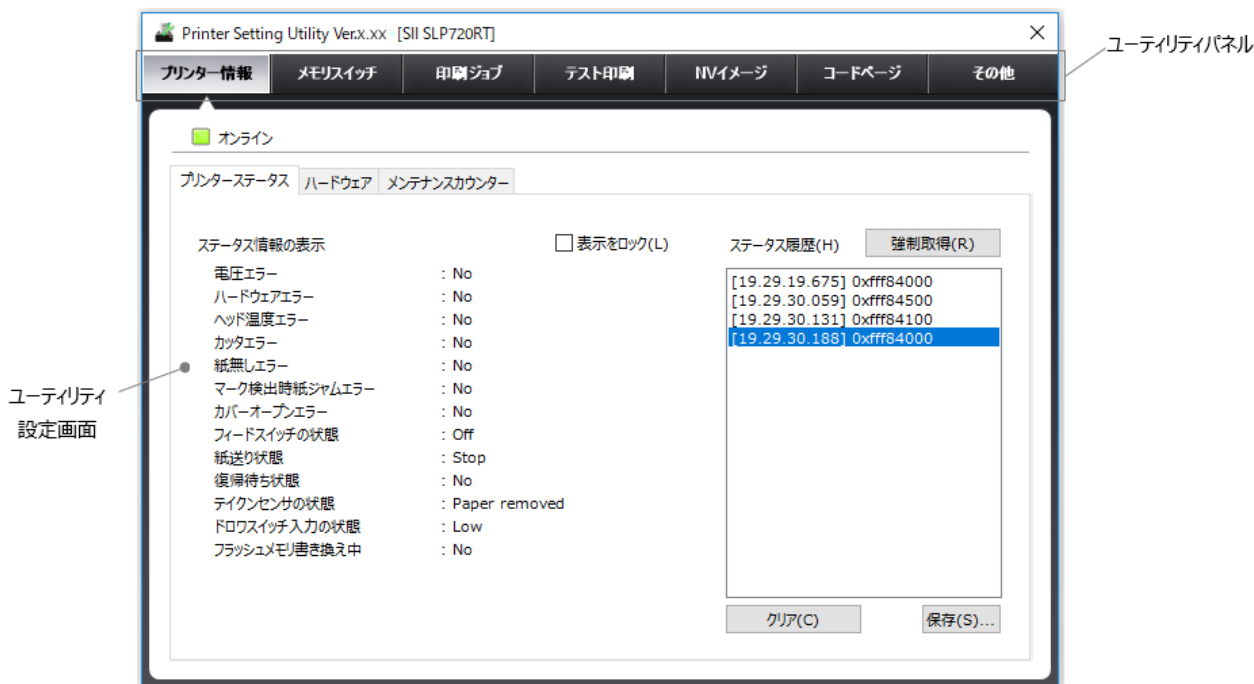 Printer Setting Utility Ver.x.xx [SII SLP720RT]
ユーティリティパネル
プリンター情報 メモリスイッチ 印刷ジョブ テスト印刷 NVイメージ コードページ その他
オンライン
プリンターステータス ハードウェア メンテナンスカウンター
ステータス情報の表示 表示をロック(L) ステータス履歴(H) 強制取得(R)
電圧エラー : No
ハードウェアエラー : No
ヘッド温度エラー : No
カッタエラー : No
紙無しエラー : No
マーク検出時紙ジャムエラー : No
カバーオープンエラー : No
フィードスイッチの状態 : Off
紙送り状態 : Stop
復帰待ち状態 : No
テイクンセンサの状態 : Paper removed
ドロワスイッチ入力の状態 : Low
フラッシュメモリ書き換え中 : No
[19.29.19.675] 0xfff84000
[19.29.30.059] 0xfff84500
[19.29.30.131] 0xfff84100
[19.29.30.188] 0xfff84000
クリア(C) 保存(S)...
ユーティリティ
設定画面